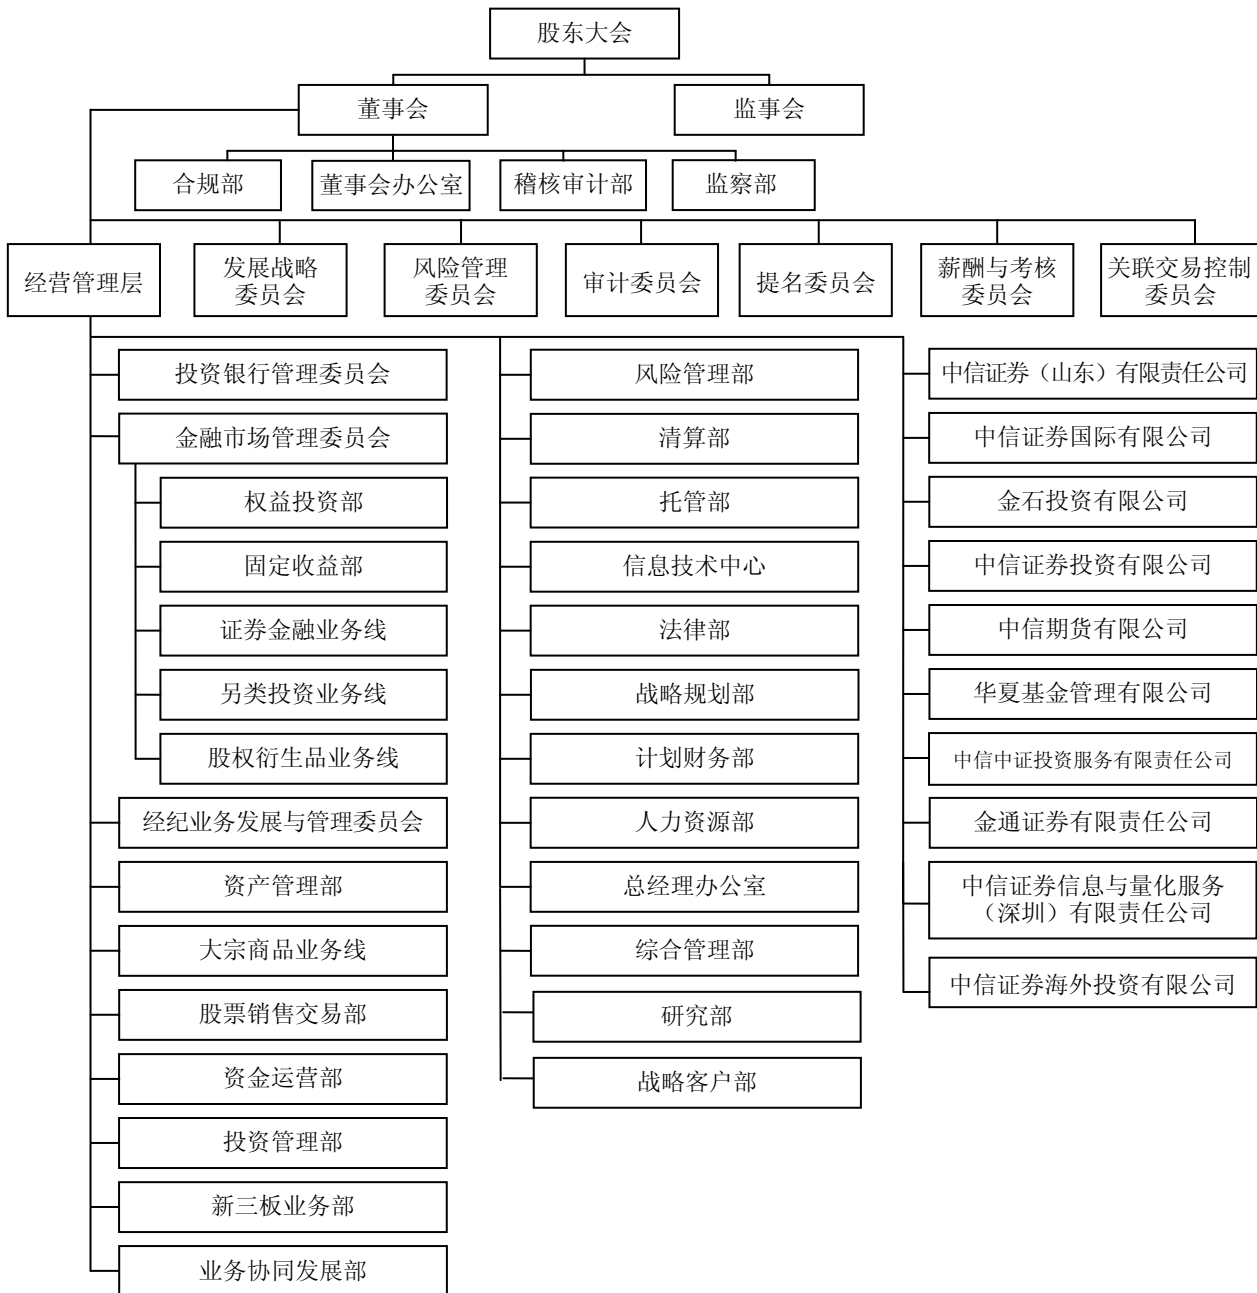 股东大会
董事会
监事会
合规部
董事会办公室
稽核审计部
监察部
经营管理层
发展战略
委员会
风险管理
委员会
审计委员会
提名委员会
薪酬与考核
委员会
关联交易控制
委员会
投资银行管理委员会
金融市场管理委员会
权益投资部
固定收益部
证券金融业务线
另类投资业务线
股权衍生品业务线
经纪业务发展与管理委员会
资产管理部
大宗商品业务线
股票销售交易部
资金运营部
投资管理部
新三板业务部
业务协同发展部
风险管理部
清算部
托管部
信息技术中心
法律部
战略规划部
计划财务部
人力资源部
总经理办公室
综合管理部
研究部
战略客户部
中信证券（山东）有限责任公司
中信证券国际有限公司
金石投资有限公司
中信证券投资有限公司
中信期货有限公司
华夏基金管理有限公司
中信中证投资服务有限责任公司
金通证券有限责任公司
中信证券信息与量化服务
（深圳）有限责任公司
中信证券海外投资有限公司